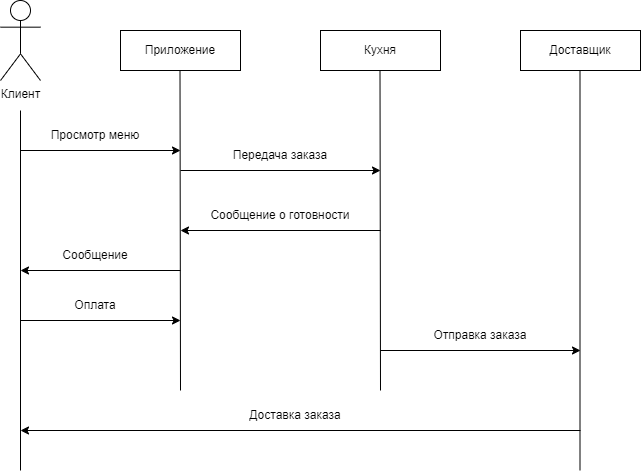 Приложение
Кухня
Доставщик
Клиент
Просмотр меню
Передача заказа
Сообщение о готовности
Сообщение
Оплата
Отправка заказа
Доставка заказа